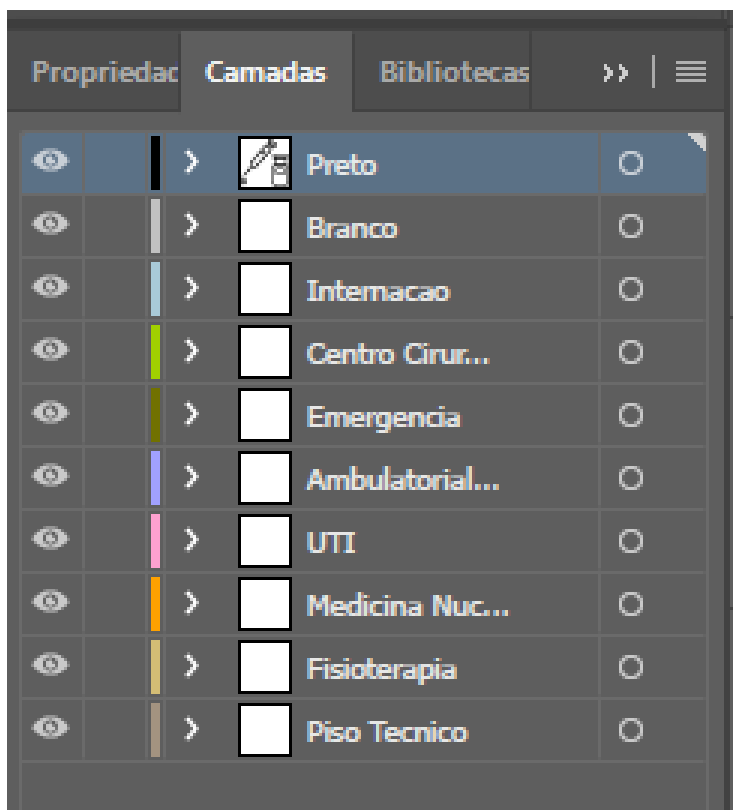 Propriedac Camadas Bibliotecas
Preto
Branco
Internacao
Centro Cirur...
Emergencia
Ambulatorial...
UTI
Medicina Nuc...
Fisioterapia
Piso Tecnico